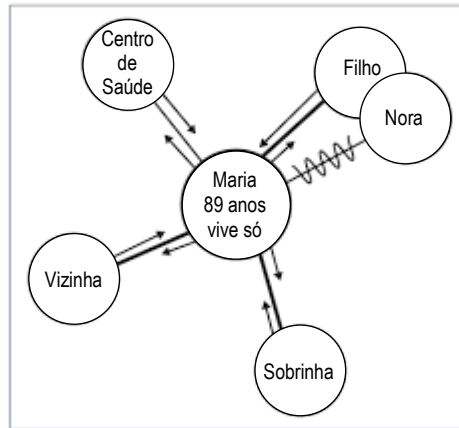 Centro
de
Saúde
Filho
Nora
Maria
89 anos
vive só
Vizinha
Sobrinha